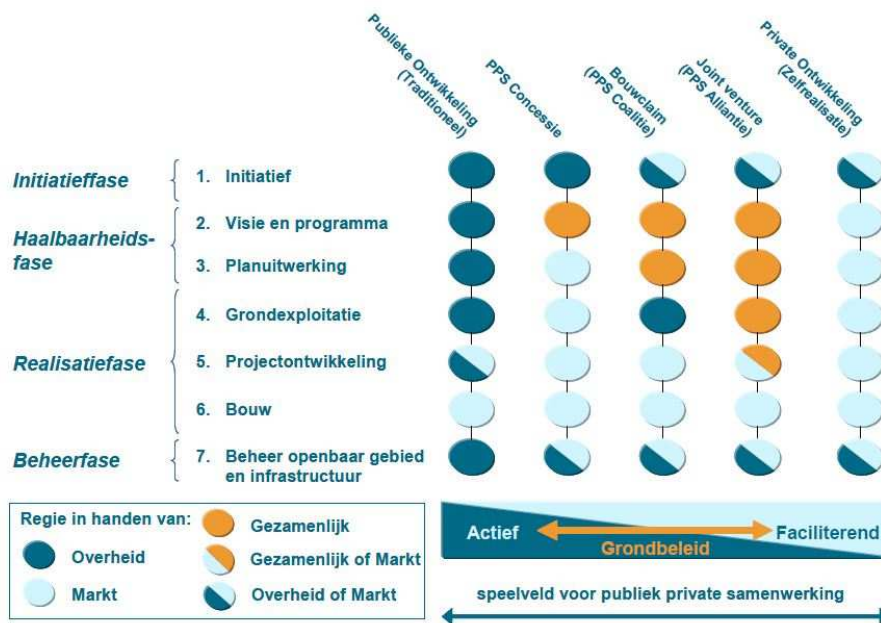 Publieke Ontwikkeling
(Traditioneel)
PPS Concessie
Bouwclaim
(PPS Coalitie)
Joint venture
(PPS Alliantie)
Private Ontwikkeling
(Zelfrealisatie)
Initiatieffase
1. Initiatief
Haalbaarheids-
fase
2. Visie en programma
3. Planuitwerking
Realisatiefase
4. Grondexploitatie
5. Projectontwikkeling
6. Bouw
Beheerfase
7. Beheer openbaar gebied
en infrastructuur
Regie in handen van:
Overheid
Markt
Gezamenlijk
Gezamenlijk of Markt
Overheid of Markt
Actief
Grondbeleid
Faciliterend
speelveld voor publiek private samenwerking